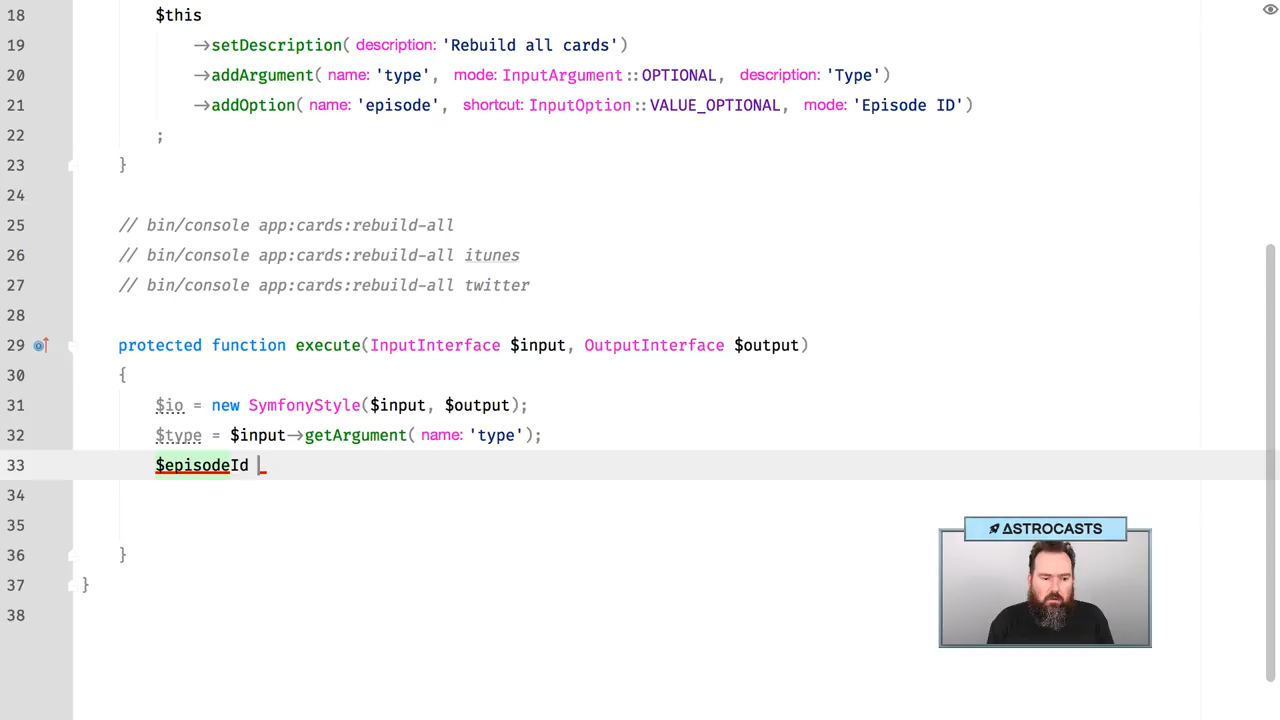 18 $this
19 ->setDescription( description: 'Rebuild all cards')
20 ->addArgument( name: 'type', mode: InputArgument::OPTIONAL, description: 'Type')
21 ->addOption( name: 'episode', shortcut: InputOption::VALUE_OPTIONAL, mode: 'Episode ID')
22 ;
23 }
24
25 // bin/console app:cards:rebuild-all
26 // bin/console app:cards:rebuild-all itunes
27 // bin/console app:cards:rebuild-all twitter
28
29 protected function execute(InputInterface $input, OutputInterface $output)
30 {
31 $io = new SymfonyStyle($input, $output);
32 $type = $input->getArgument( name: 'type');
33 $episodeId
34
35
36 }
37 }
38
ΔSTROCASTS